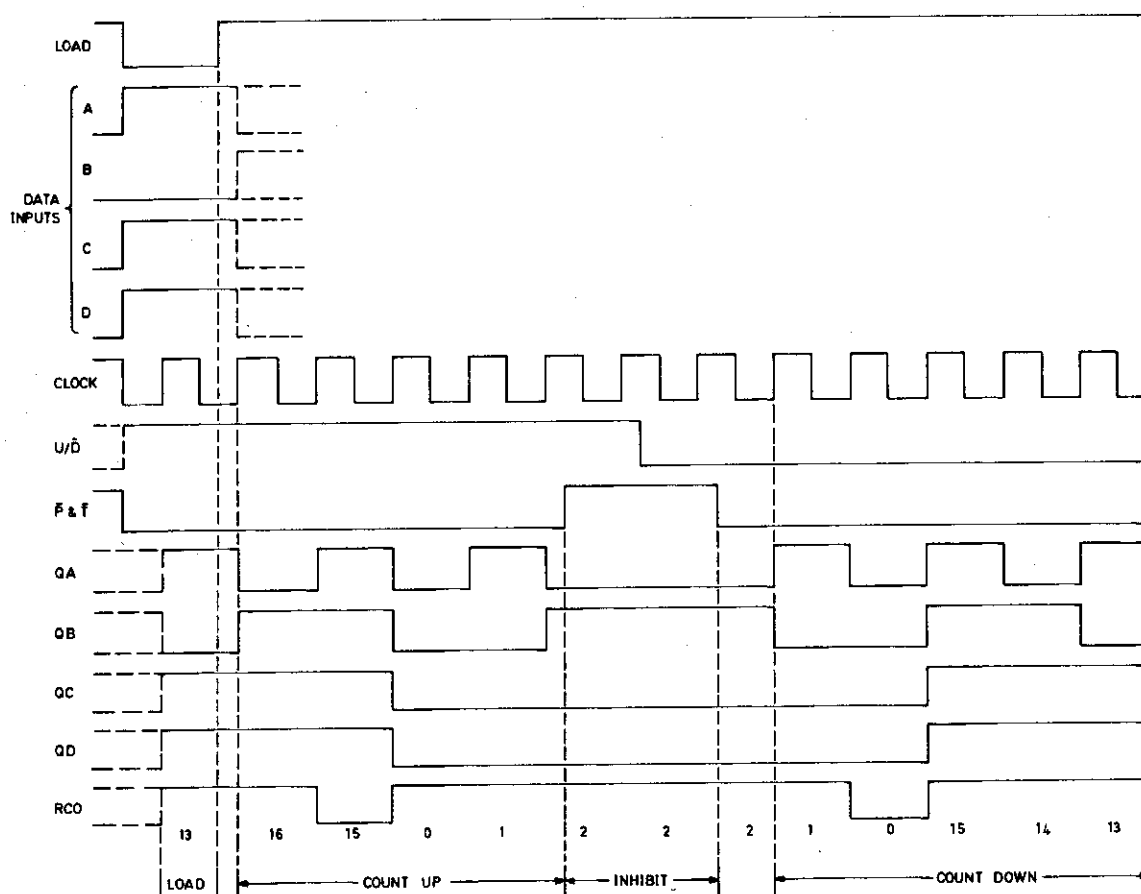 LOAD
A
B
DATA
INPUTS
C
D
CLOCK
U/D̄
P̄ & T̄
QA
QB
QC
QD
RCO
13 16 15 0 1 2 2 2 1 0 15 14 13
LOAD COUNT UP INHIBIT COUNT DOWN